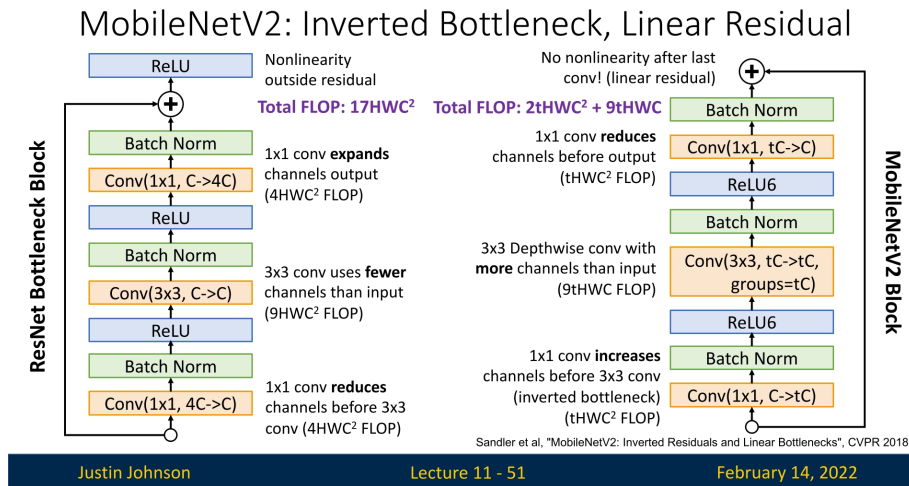 MobileNetV2: Inverted Bottleneck, Linear Residual
ResNet Bottleneck Block
ReLU
Nonlinearity
outside residual
+
Total FLOP: 17HWC²
Batch Norm
Conv(1x1, C->4C)
1x1 conv expands
channels output
(4HWC² FLOP)
ReLU
Batch Norm
Conv(3x3, C->C)
3x3 conv uses fewer
channels than input
(9HWC² FLOP)
ReLU
Batch Norm
Conv(1x1, 4C->C)
1x1 conv reduces
channels before 3x3
conv (4HWC² FLOP)
No nonlinearity after last
conv! (linear residual)
+
Total FLOP: 2tHWC² + 9tHWC
Batch Norm
1x1 conv reduces
channels before output
(tHWC² FLOP)
Conv(1x1, tC->C)
ReLU6
Batch Norm
3x3 Depthwise conv with
more channels than input
(9tHWC FLOP)
Conv(3x3, tC->tC,
groups=tC)
ReLU6
Batch Norm
1x1 conv increases
channels before 3x3 conv
(inverted bottleneck)
(tHWC² FLOP)
Conv(1x1, C->tC)
MobileNetV2 Block
Sandler et al, "MobileNetV2: Inverted Residuals and Linear Bottlenecks", CVPR 2018
Justin Johnson
Lecture 11 - 51
February 14, 2022